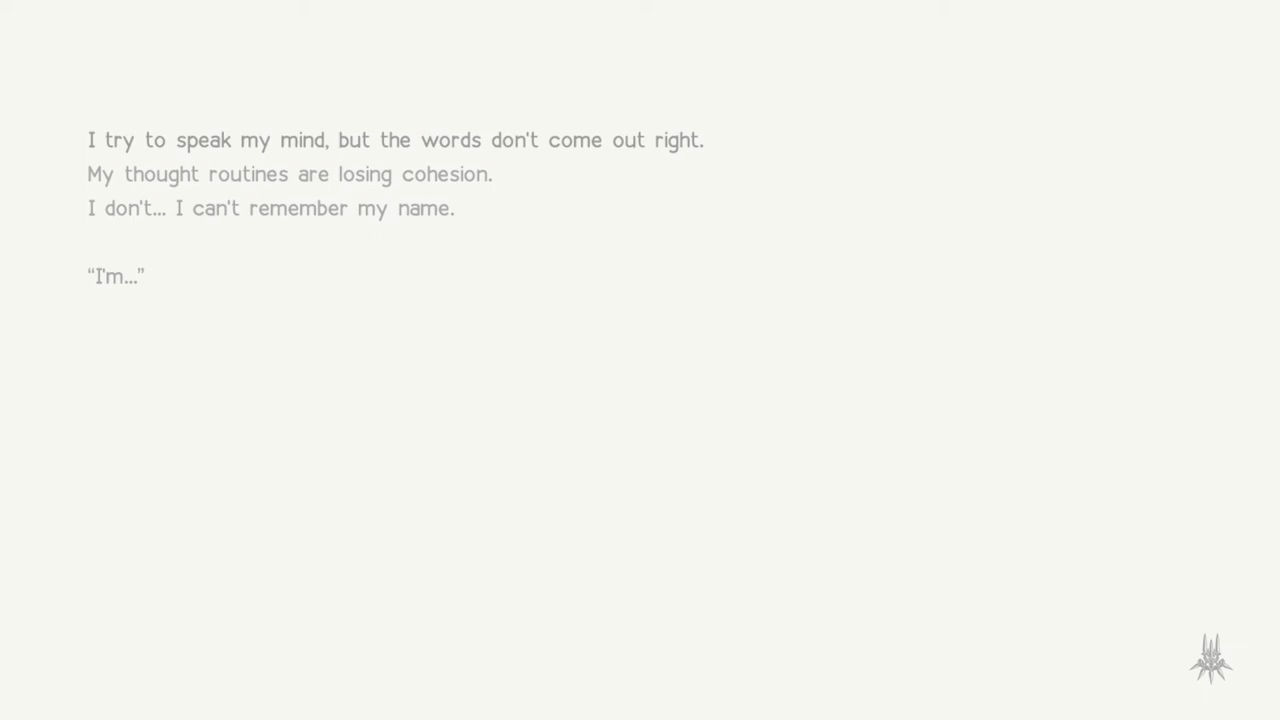 I try to speak my mind, but the words don't come out right.
My thought routines are losing cohesion.
I don't... I can't remember my name.
“I'm...”